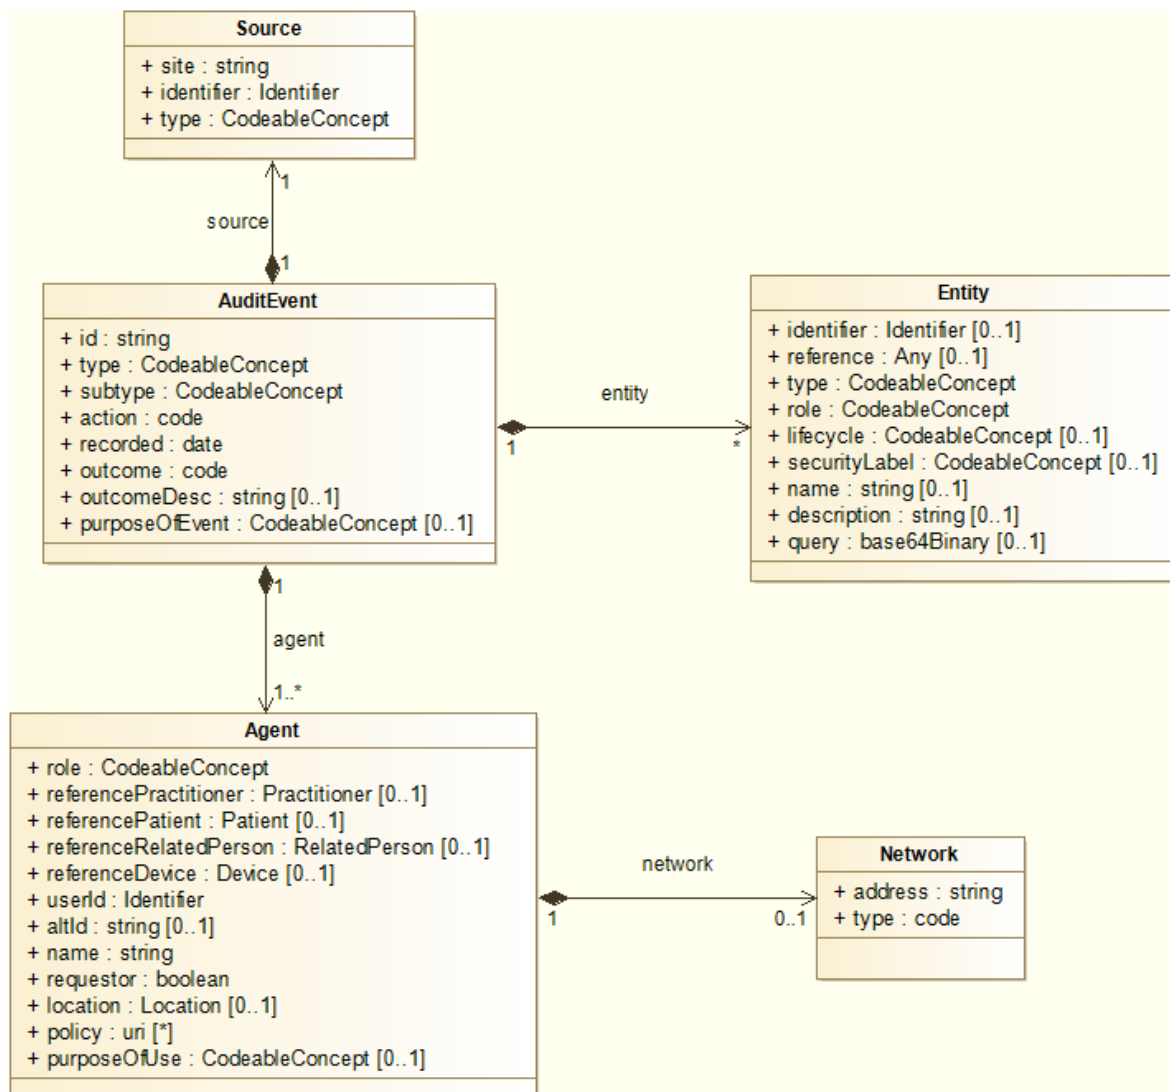 Source
+ site : string
+ identifier : Identifier
+ type : CodeableConcept
1
source
1
AuditEvent
+ id : string
+ type : CodeableConcept
+ subtype : CodeableConcept
+ action : code
+ recorded : date
+ outcome : code
+ outcomeDesc : string [0..1]
+ purposeOfEvent : CodeableConcept [0..1]
entity
1
*
Entity
+ identifier : Identifier [0..1]
+ reference : Any [0..1]
+ type : CodeableConcept
+ role : CodeableConcept
+ lifecycle : CodeableConcept [0..1]
+ securityLabel : CodeableConcept [0..1]
+ name : string [0..1]
+ description : string [0..1]
+ query : base64Binary [0..1]
1
agent
1..*
Agent
+ role : CodeableConcept
+ referencePractitioner : Practitioner [0..1]
+ referencePatient : Patient [0..1]
+ referenceRelatedPerson : RelatedPerson [0..1]
+ referenceDevice : Device [0..1]
+ userId : Identifier
+ altId : string [0..1]
+ name : string
+ requestor : boolean
+ location : Location [0..1]
+ policy : uri [*]
+ purposeOfUse : CodeableConcept [0..1]
network
1
0..1
Network
+ address : string
+ type : code